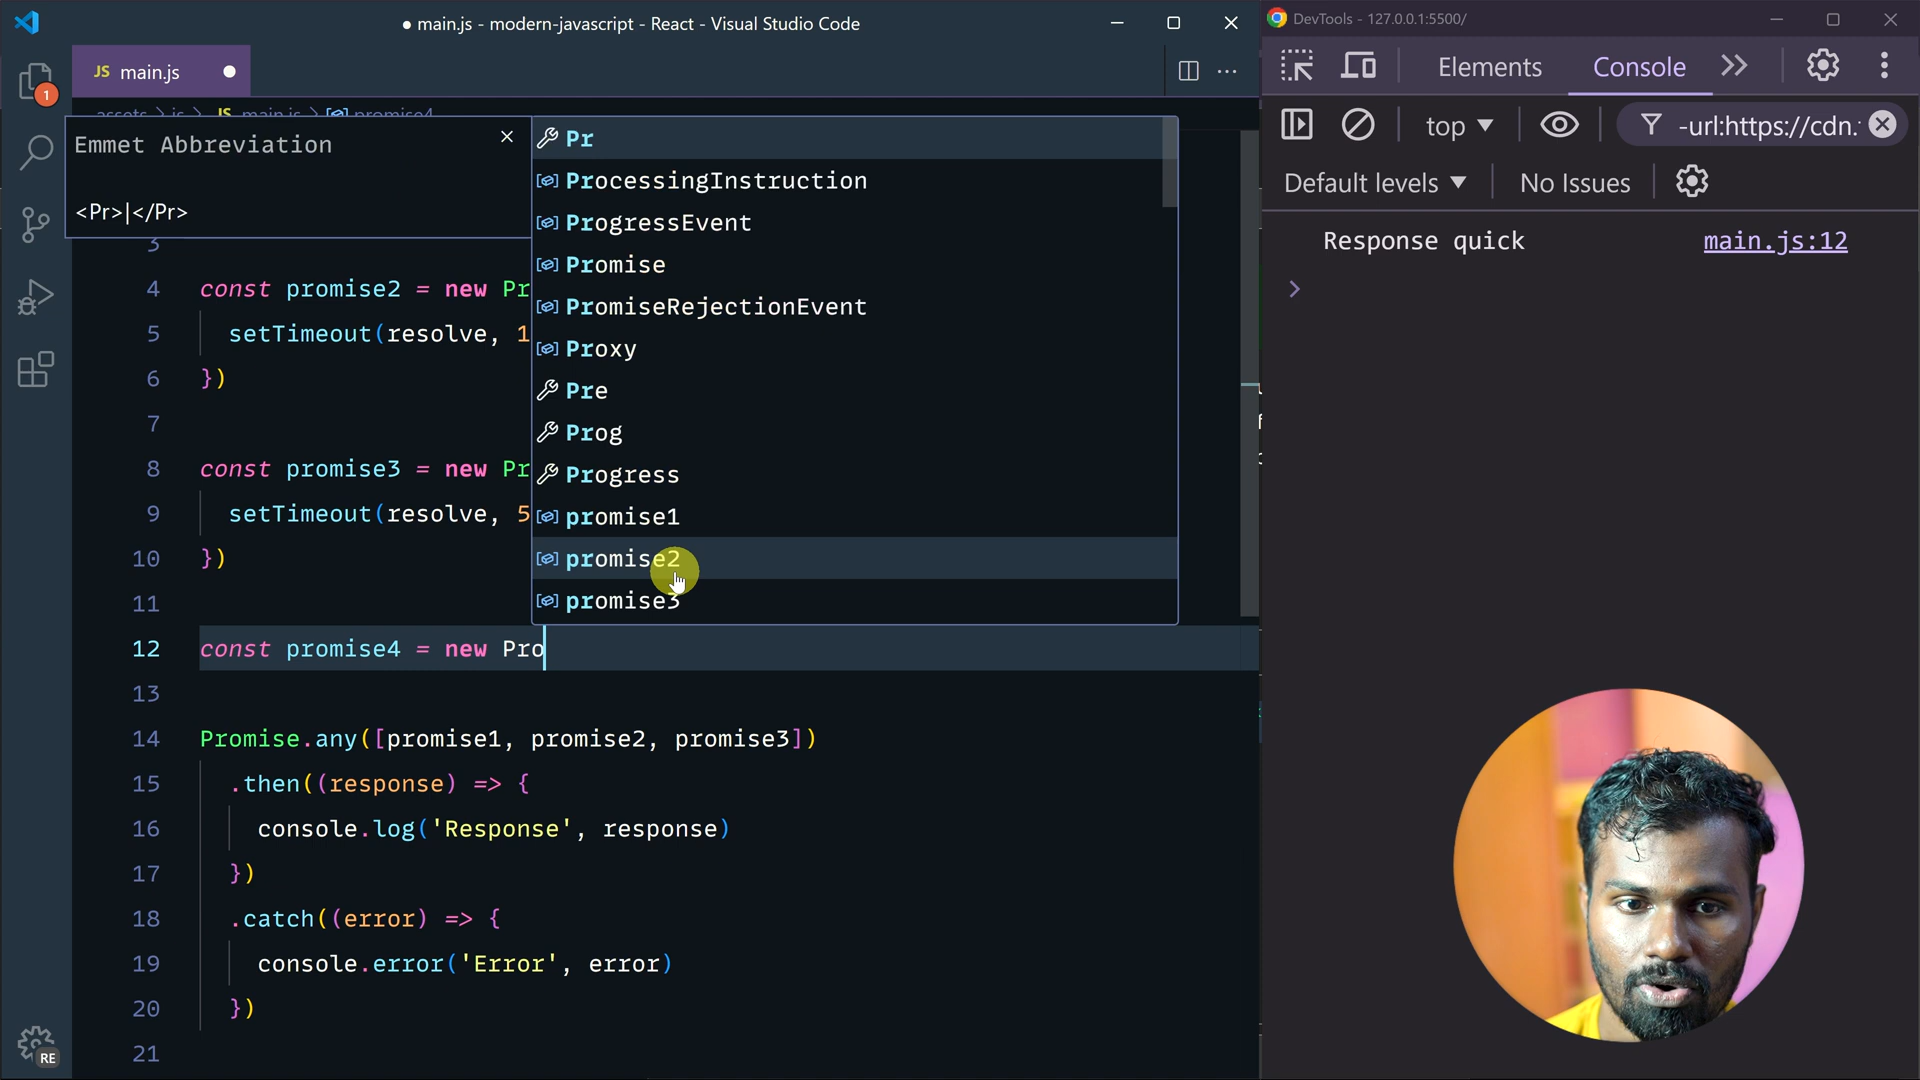 ● main.js - modern-javascript - React - Visual Studio Code
JS main.js
assets > js > JS main.js > promise4
1
Emmet Abbreviation
<Pr>|</Pr>
Pr
ProcessingInstruction
ProgressEvent
Promise
PromiseRejectionEvent
Proxy
Pre
Prog
Progress
promise1
promise2
promise3
3
4 const promise2 = new Pr
5 setTimeout(resolve, 1
6 })
7
8 const promise3 = new Pr
9 setTimeout(resolve, 5
10 })
11
12 const promise4 = new Pro
13
14 Promise.any([promise1, promise2, promise3])
15 .then((response) => {
16 console.log('Response', response)
17 })
18 .catch((error) => {
19 console.error('Error', error)
20 })
21
RE
DevTools - 127.0.0.1:5500/
Elements Console
top -url:https://cdn.
Default levels No Issues
Response quick main.js:12